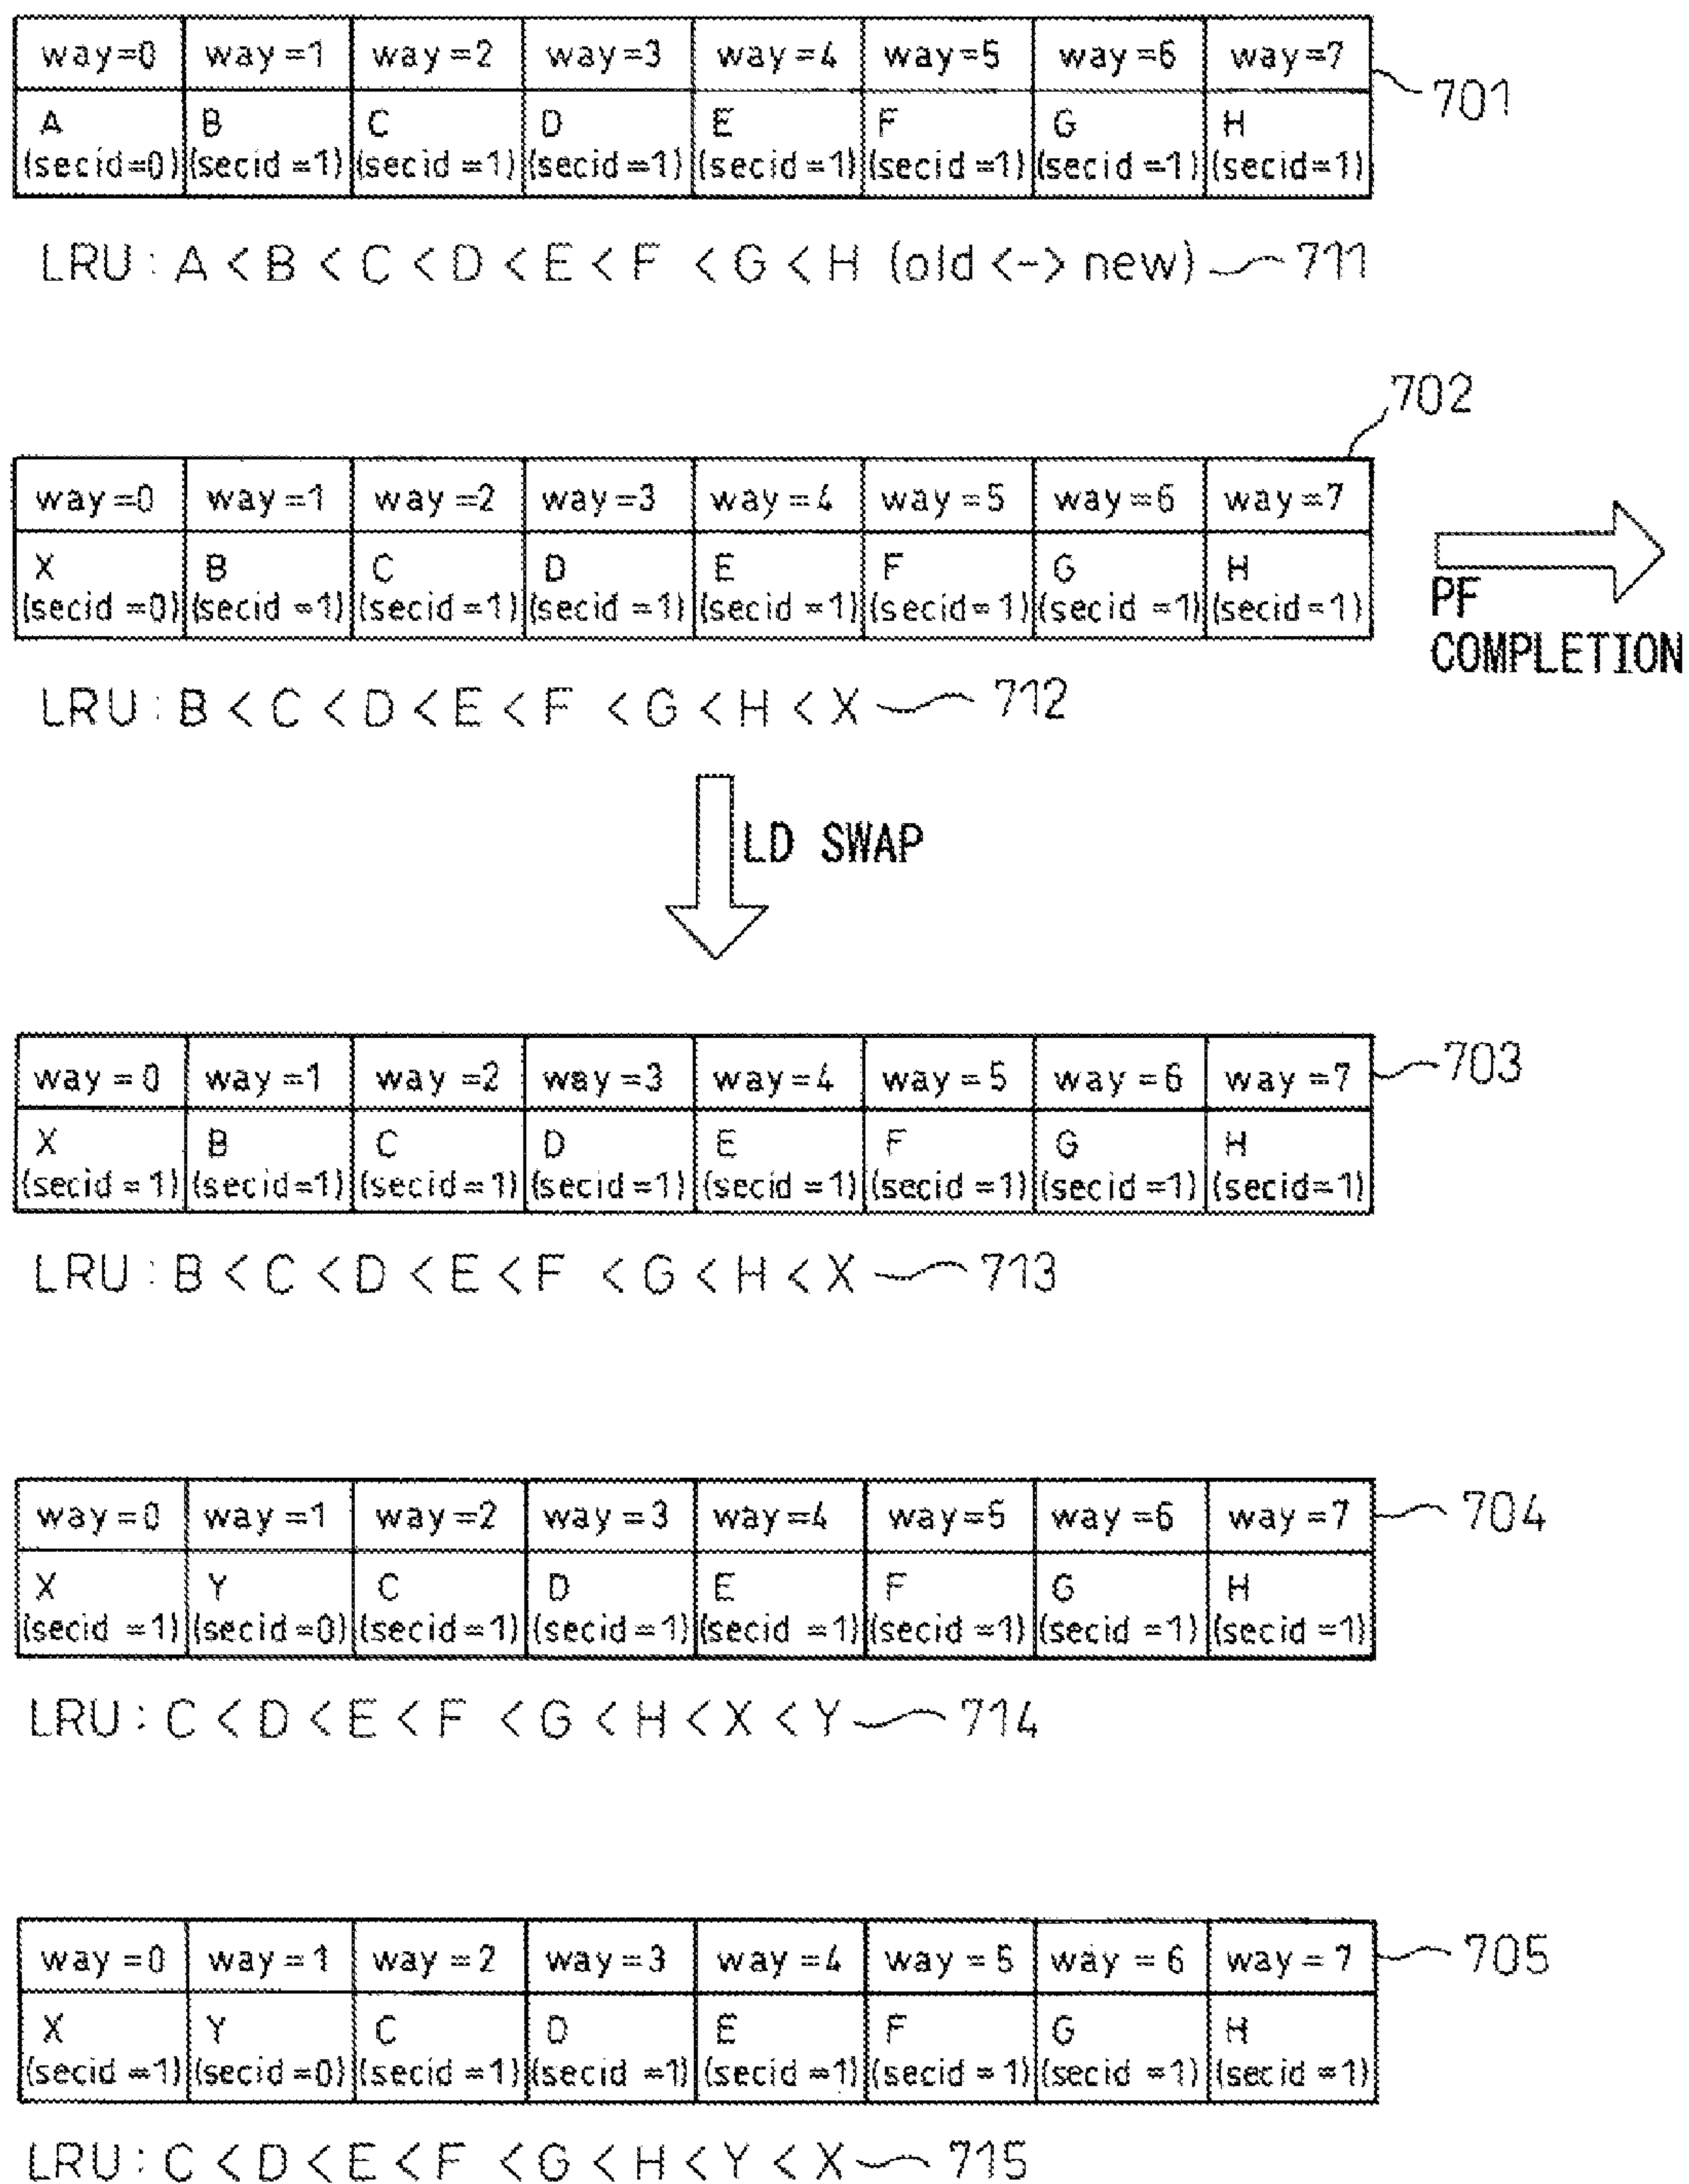 way=0 way=1 way=2 way=3 way=4 way=5 way=6 way=7
701
A B C D E F G H
(secid=0) (secid=1) (secid=1) (secid=1) (secid=1) (secid=1) (secid=1) (secid=1)
LRU: A < B < C < D < E < F < G < H (old <-> new) 711
702
way=0 way=1 way=2 way=3 way=4 way=5 way=6 way=7
X B C D E F G H
(secid=0) (secid=1) (secid=1) (secid=1) (secid=1) (secid=1) (secid=1) (secid=1)
PF
COMPLETION
LRU: B < C < D < E < F < G < H < X 712
LD SWAP
way=0 way=1 way=2 way=3 way=4 way=5 way=6 way=7 703
X B C D E F G H
(secid=1) (secid=1) (secid=1) (secid=1) (secid=1) (secid=1) (secid=1) (secid=1)
LRU: B < C < D < E < F < G < H < X 713
way=0 way=1 way=2 way=3 way=4 way=5 way=6 way=7 704
X Y C D E F G H
(secid=1) (secid=0) (secid=1) (secid=1) (secid=1) (secid=1) (secid=1) (secid=1)
LRU: C < D < E < F < G < H < X < Y 714
way=0 way=1 way=2 way=3 way=4 way=5 way=6 way=7 705
X Y C D E F G H
(secid=1) (secid=0) (secid=1) (secid=1) (secid=1) (secid=1) (secid=1) (secid=1)
LRU: C < D < E < F < G < H < Y < X 715